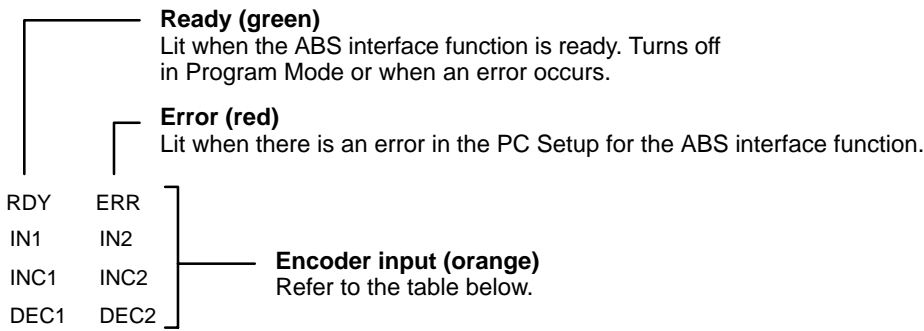 Ready (green)
Lit when the ABS interface function is ready. Turns off
in Program Mode or when an error occurs.
Error (red)
Lit when there is an error in the PC Setup for the ABS interface function.
RDY ERR
IN1 IN2
INC1 INC2
DEC1 DEC2
Encoder input (orange)
Refer to the table below.